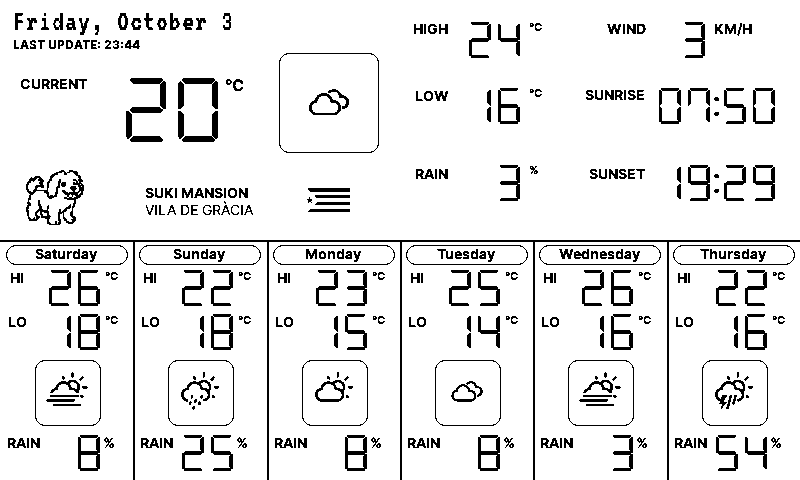 Friday, October 3
LAST UPDATE: 23:44
CURRENT 20 °C
SUKI MANSION
VILA DE GRÀCIA
HIGH 24 °C
WIND 3 KM/H
LOW 16 °C
SUNRISE 07:50
RAIN 3 %
SUNSET 19:29
Saturday
HI 26 °C
LO 18 °C
RAIN 8 %
Sunday
HI 22 °C
LO 18 °C
RAIN 25 %
Monday
HI 23 °C
LO 15 °C
RAIN 8 %
Tuesday
HI 25 °C
LO 14 °C
RAIN 8 %
Wednesday
HI 26 °C
LO 16 °C
RAIN 3 %
Thursday
HI 22 °C
LO 16 °C
RAIN 54 %